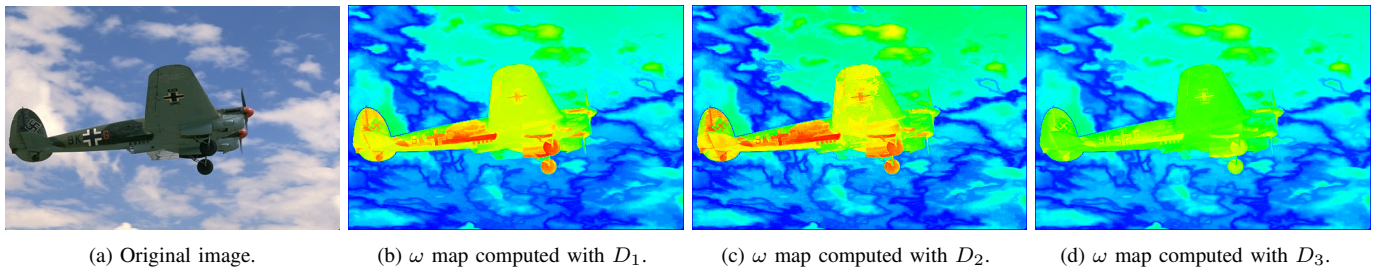 (a) Original image.
(b) ω map computed with D₁.
(c) ω map computed with D₂.
(d) ω map computed with D₃.